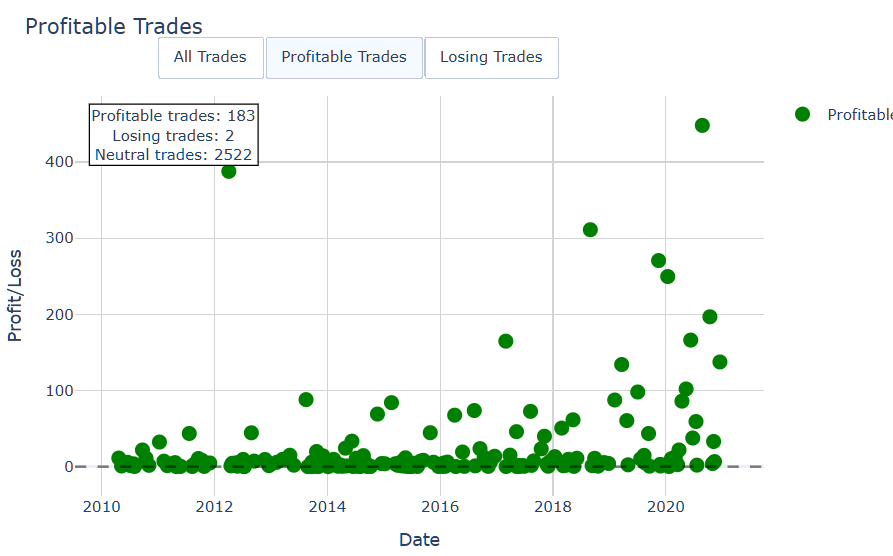 Profitable Trades
All Trades
Profitable Trades
Losing Trades
Profitable trades: 183
Losing trades: 2
Neutral trades: 2522
Profitable
400
300
200
100
0
Profit/Loss
2010
2012
2014
2016
2018
2020
Date